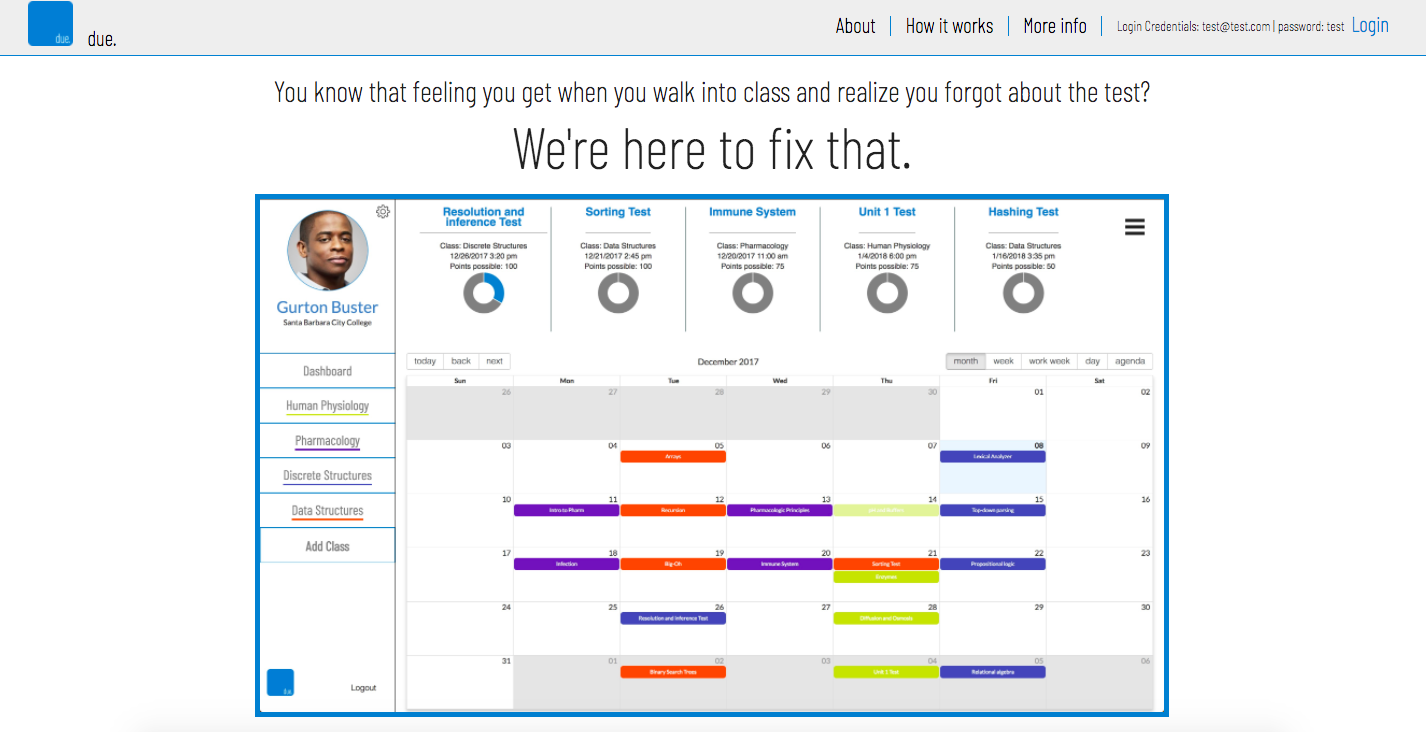 due.
due.
About
How it works
More info
Login Credentials: test@test.com | password: test
Login
You know that feeling you get when you walk into class and realize you forgot about the test?
We're here to fix that.
Gurton Buster
Santa Barbara City College
Dashboard
Human Physiology
Pharmacology
Discrete Structures
Data Structures
Add Class
Logout
Resolution and
inference Test
Class: Discrete Structures
12/26/2017 3:20 pm
Points possible: 100
Sorting Test
Class: Data Structures
12/21/2017 2:45 pm
Points possible: 100
Immune System
Class: Pharmacology
12/20/2017 11:00 am
Points possible: 75
Unit 1 Test
Class: Human Physiology
1/4/2018 6:00 pm
Points possible: 75
Hashing Test
Class: Data Structures
1/16/2018 3:35 pm
Points possible: 50
today back next
December 2017
month week work week day agenda
Sun Mon Tue Wed Thu Fri Sat
26 27 28 29 30 01 02
03 04 05 06 07 08 09
Arrays Lexical Analyzer
10 11 12 13 14 15 16
Intro to Pharm Recursion Pharmacologic Principles Top-down parsing
17 18 19 20 21 22 23
Infection Big-Oh Immune System Sorting Test Propositional logic
Enzymes
24 25 26 27 28 29 30
Resolution and inference Test Diffusion and Osmosis
31 01 02 03 04 05 06
Binary Search Trees Unit 1 Test Relational algebra